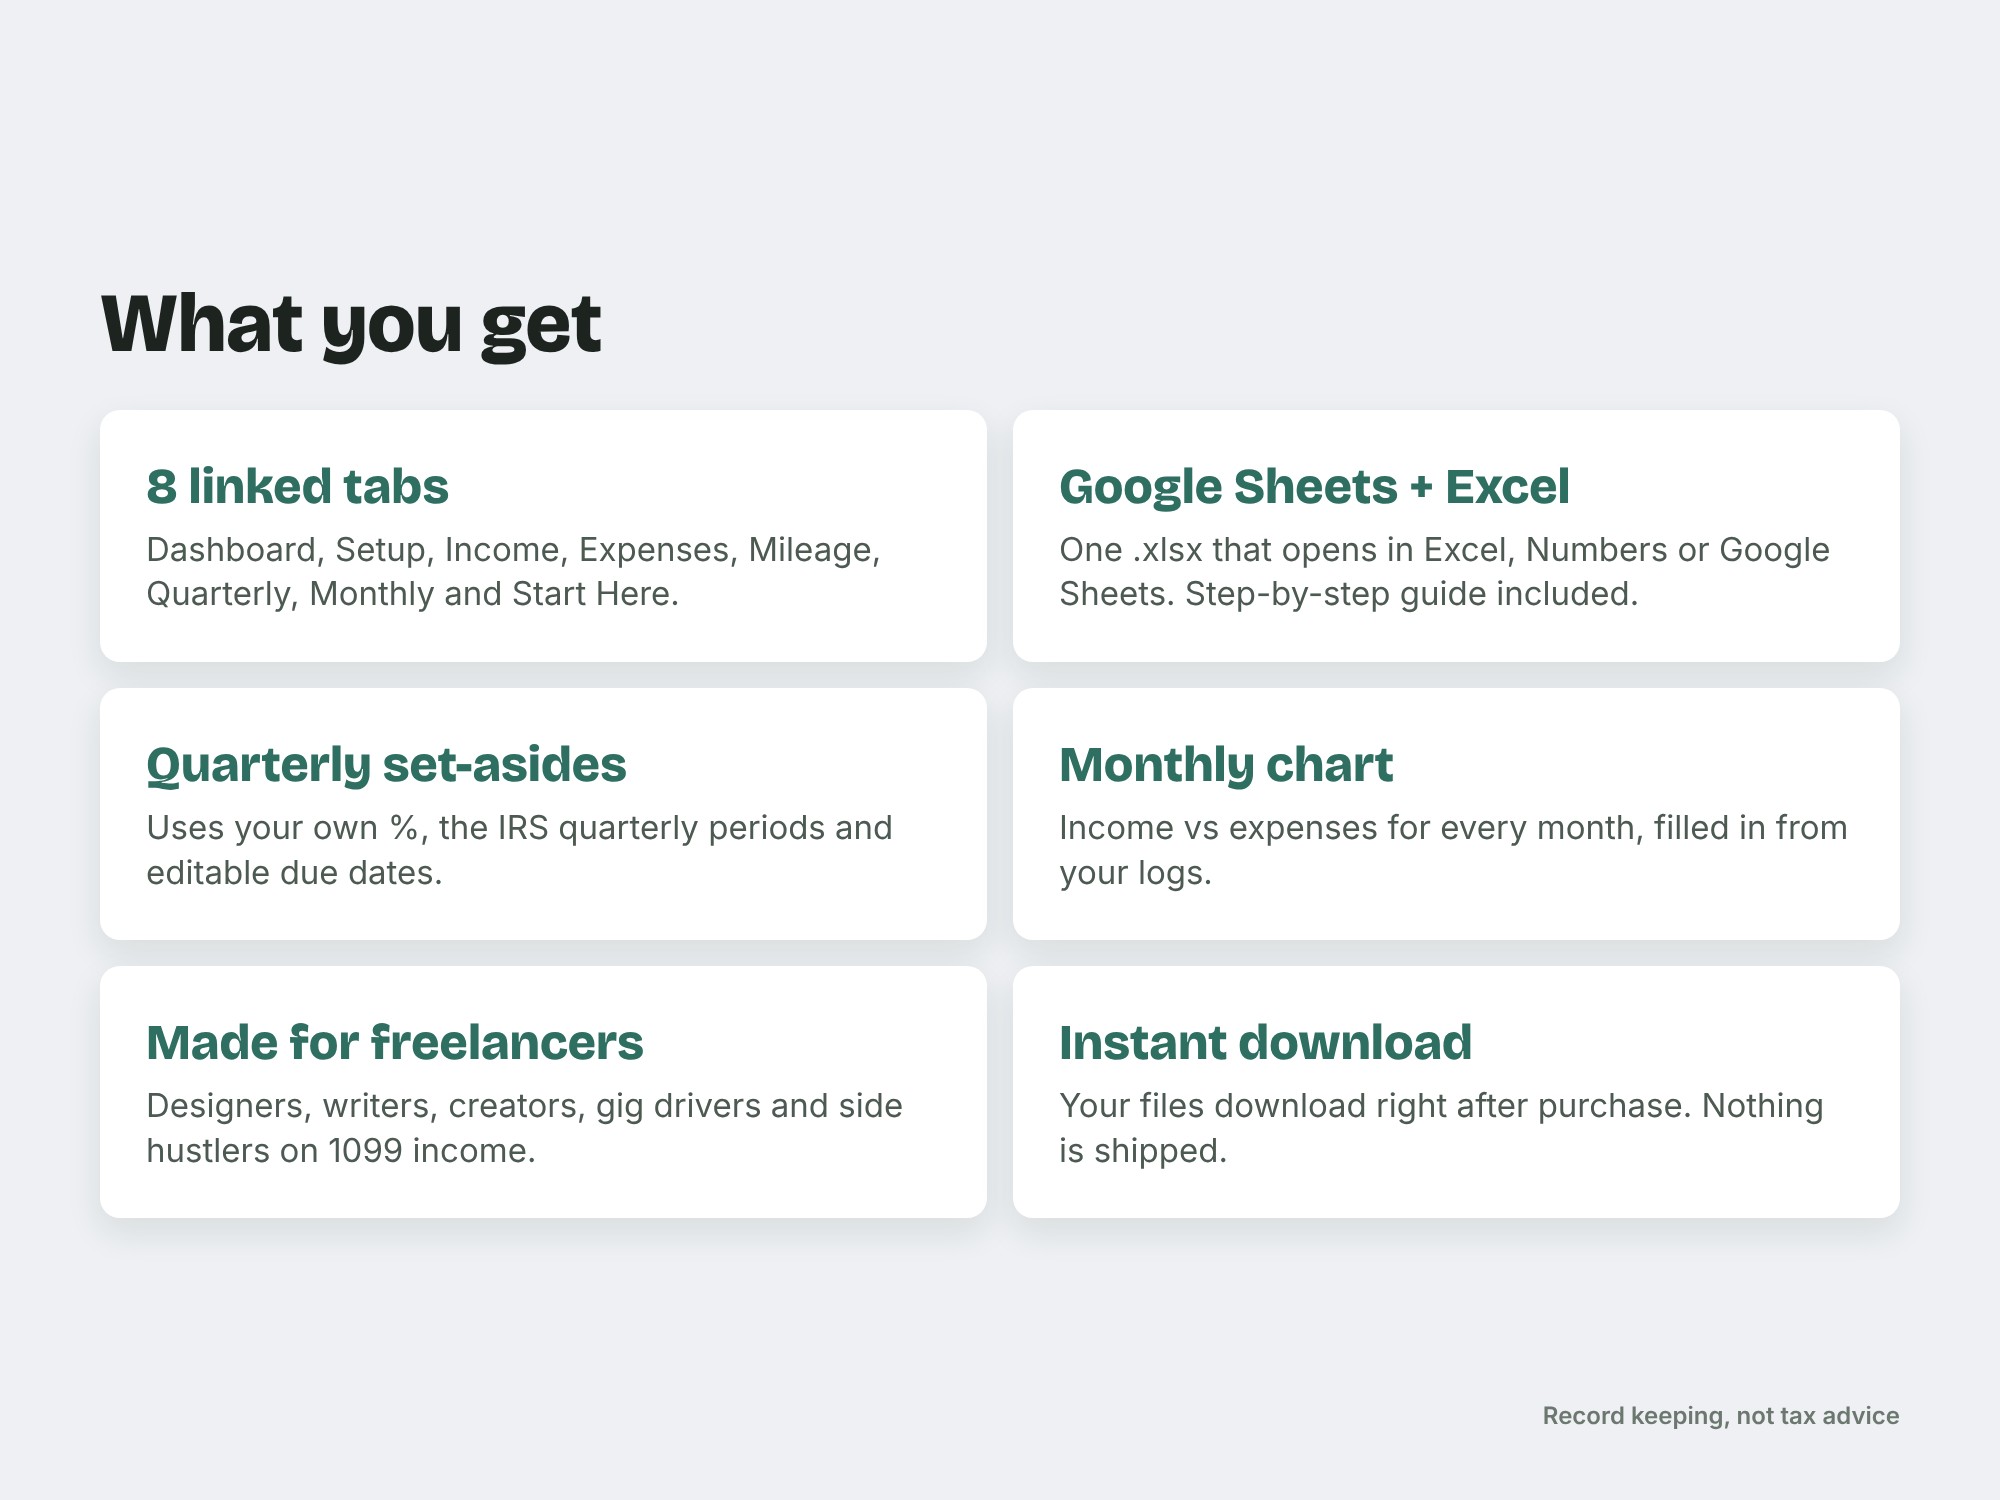 What you get
8 linked tabs
Dashboard, Setup, Income, Expenses, Mileage,
Quarterly, Monthly and Start Here.
Google Sheets + Excel
One .xlsx that opens in Excel, Numbers or Google
Sheets. Step-by-step guide included.
Quarterly set-asides
Uses your own %, the IRS quarterly periods and
editable due dates.
Monthly chart
Income vs expenses for every month, filled in from
your logs.
Made for freelancers
Designers, writers, creators, gig drivers and side
hustlers on 1099 income.
Instant download
Your files download right after purchase. Nothing
is shipped.
Record keeping, not tax advice